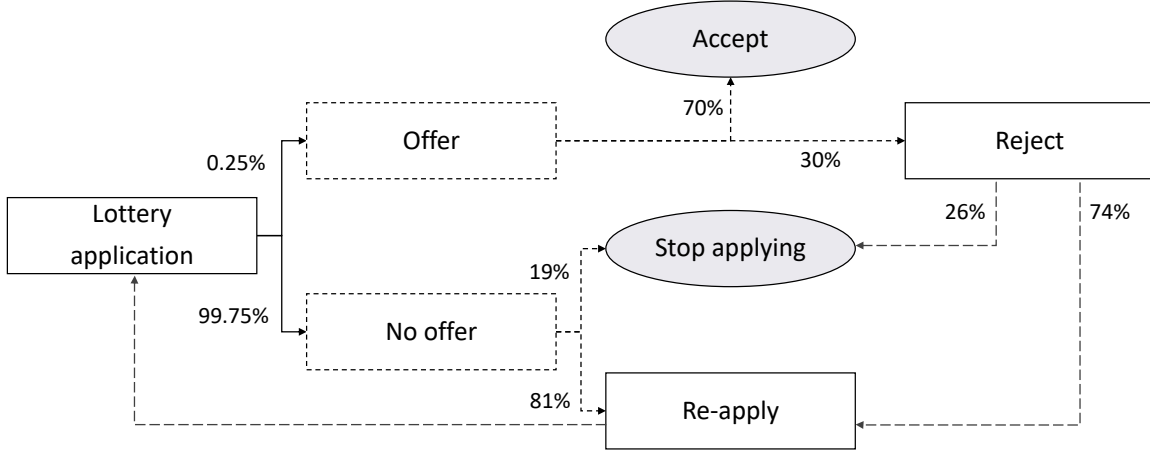 Accept
70%
Offer
Reject
0.25%
30%
Lottery
application
26%
74%
Stop applying
19%
99.75%
No offer
81%
Re-apply